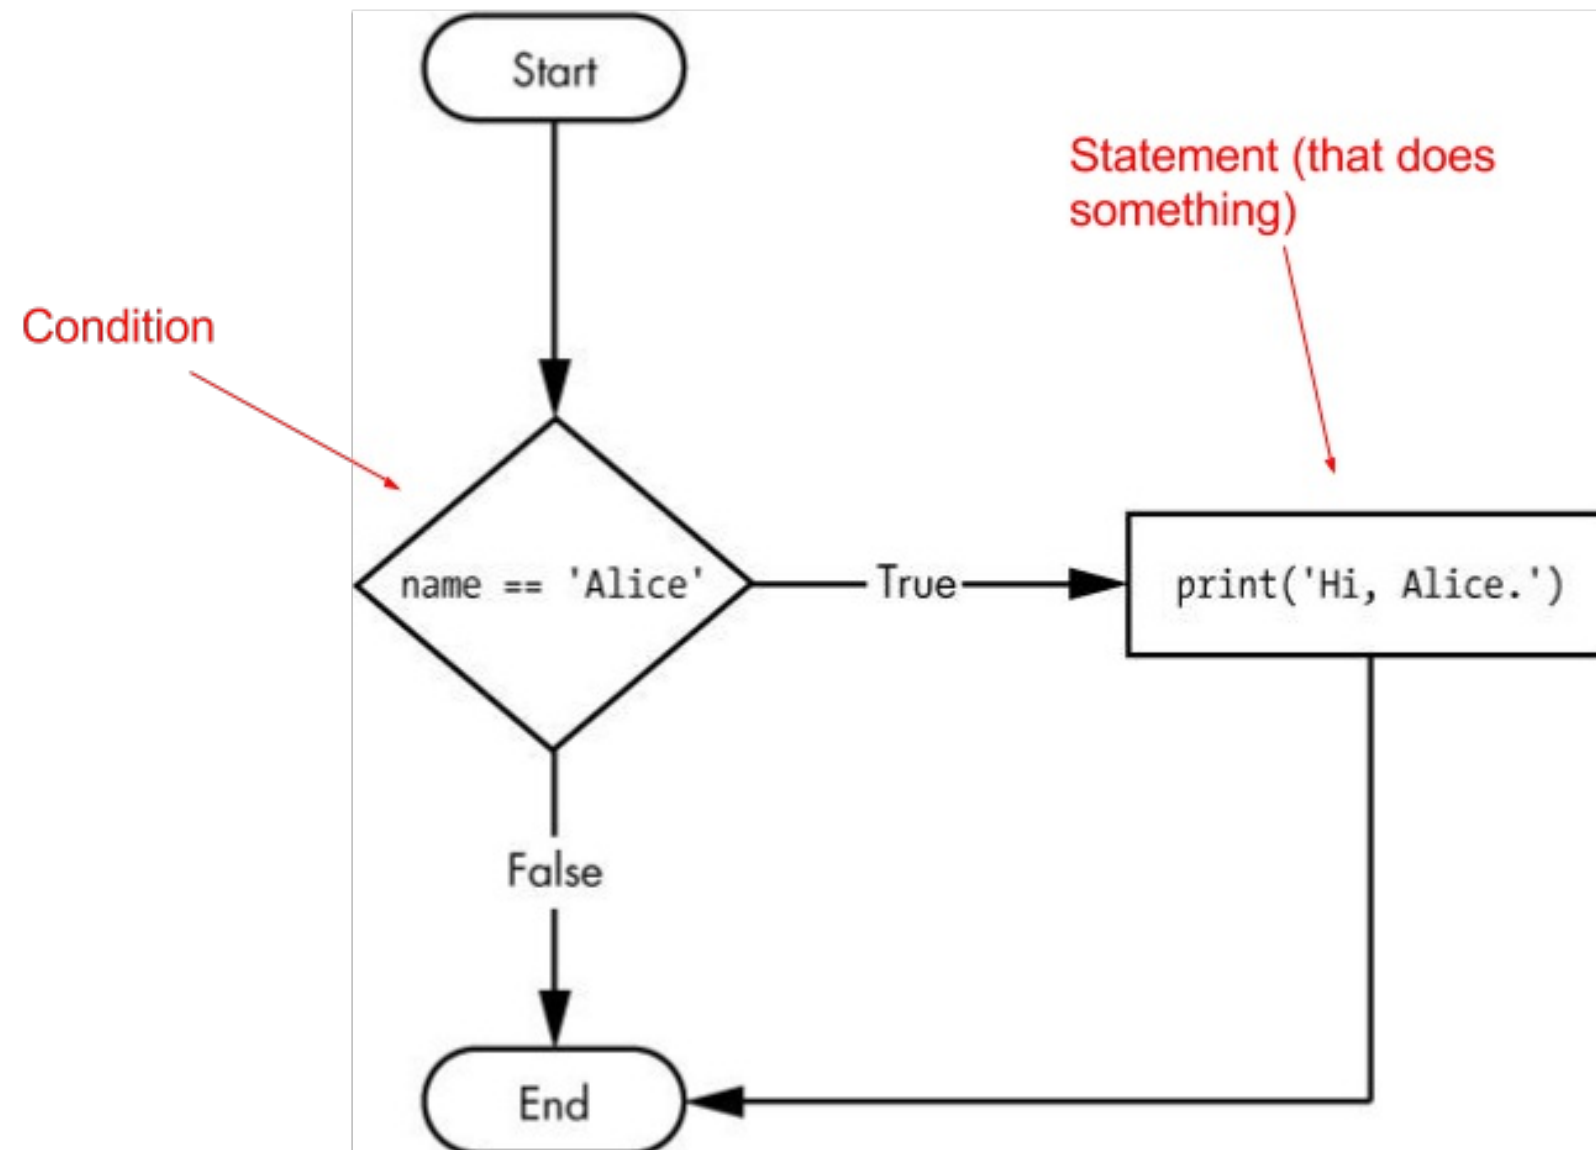 Start
Statement (that does
something)
Condition
name == 'Alice'
True
print('Hi, Alice.')
False
End